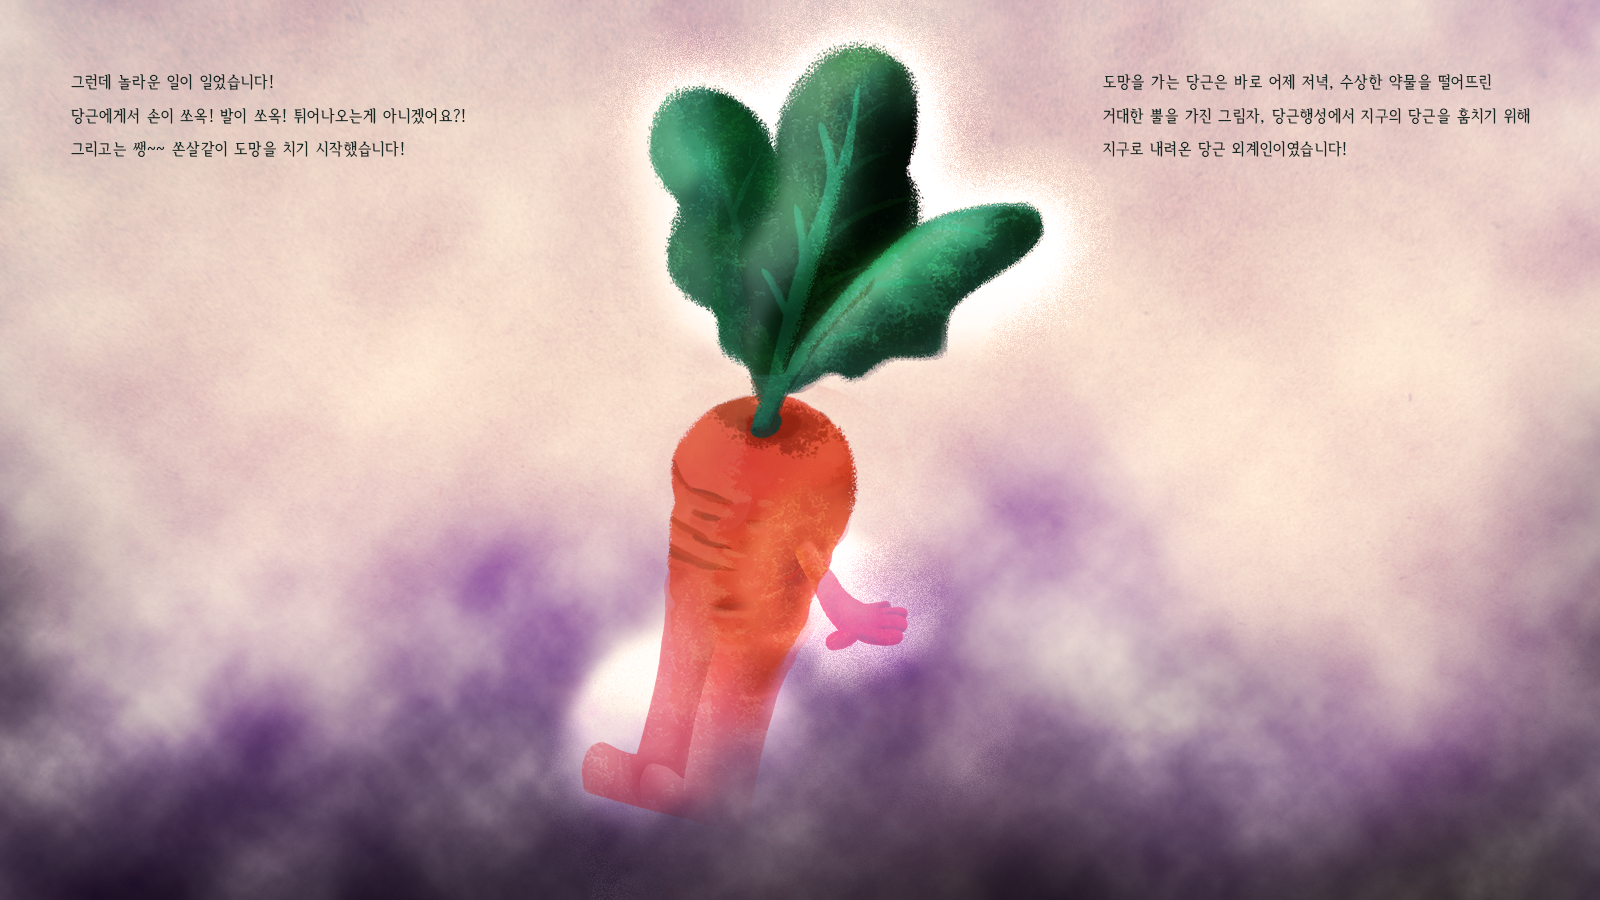 그런데 놀라운 일이 일었습니다!
당근에게서 손이 쏘옥! 발이 쏘옥! 튀어나오는게 아니겠어요?!
그리고는 쌩~~ 쏜살같이 도망을 치기 시작했습니다!
도망을 가는 당근은 바로 어제 저녁, 수상한 약물을 떨어뜨린
거대한 뿔을 가진 그림자, 당근행성에서 지구의 당근을 훔치기 위해
지구로 내려온 당근 외계인이였습니다!